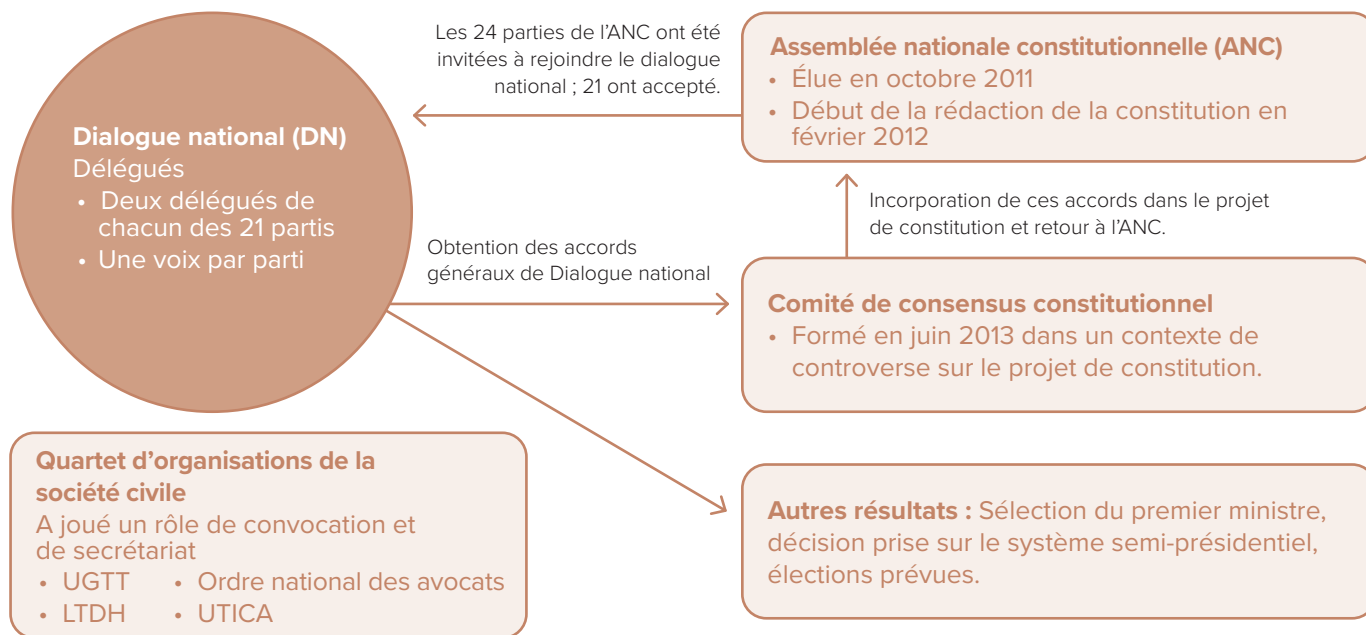 Les 24 parties de l’ANC ont été
invitées à rejoindre le dialogue
national ; 21 ont accepté.
Assemblée nationale constitutionnelle (ANC)
• Élue en octobre 2011
• Début de la rédaction de la constitution en
février 2012
Dialogue national (DN)
Délégués
• Deux délégués de
chacun des 21 partis
• Une voix par parti
Incorporation de ces accords dans le projet
de constitution et retour à l’ANC.
Obtention des accords
généraux de Dialogue national
Comité de consensus constitutionnel
• Formé en juin 2013 dans un contexte de
controverse sur le projet de constitution.
Quartet d’organisations de la
société civile
A joué un rôle de convocation et
de secrétariat
• UGTT • Ordre national des avocats
• LTDH • UTICA
Autres résultats : Sélection du premier ministre,
décision prise sur le système semi-présidentiel,
élections prévues.